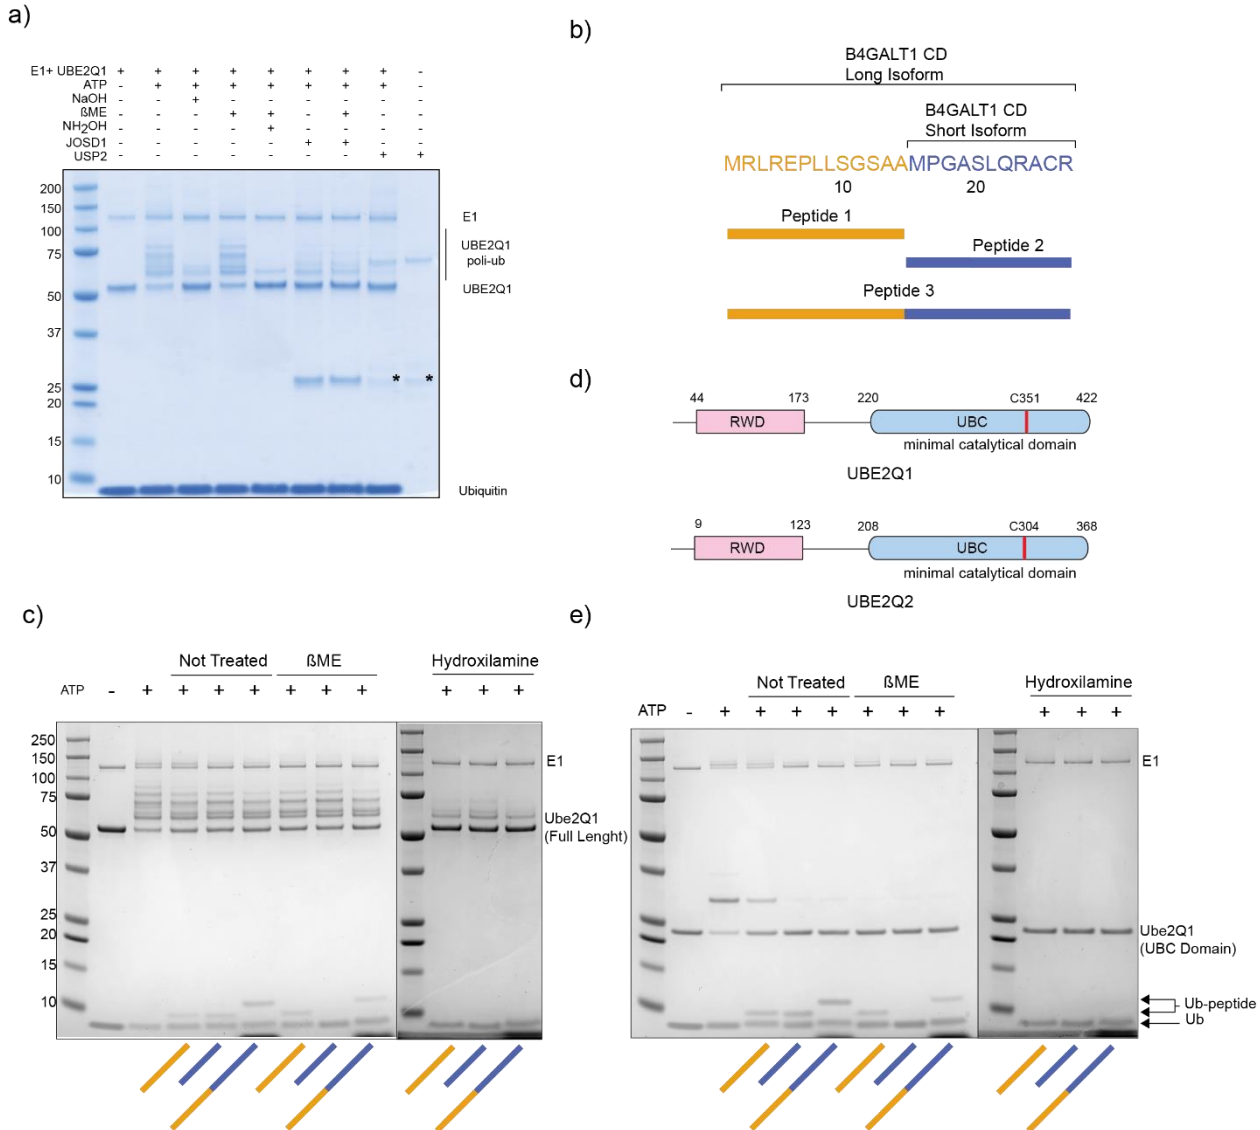 a)
E1+ UBE2Q1 + + + + + + + + -
ATP - + + + + + + + -
NaOH - - + - - - - - -
ßME - - - + + - + - -
NH2OH - - - - + - - - -
JOSD1 - - - - - + + - -
USP2 - - - - - - - + +
200
150
100
75
50
37
25
20
15
10
E1
UBE2Q1
poli-ub
UBE2Q1
* *
Ubiquitin
b)
B4GALT1 CD
Long Isoform
B4GALT1 CD
Short Isoform
MRLREPLLSGSAAMPGASLQRACR
10 20
Peptide 1
Peptide 2
Peptide 3
d)
44 173 220 C351 422
RWD UBC
minimal catalytical domain
UBE2Q1
9 123 208 C304 368
RWD UBC
minimal catalytical domain
UBE2Q2
c)
Not Treated ßME Hydroxilamine
ATP - + + + + + + + + + +
250
150
100
75
50
37
25
20
15
10
E1
Ube2Q1
(Full Lenght)
e)
Not Treated ßME Hydroxilamine
ATP - + + + + + + + + + +
E1
Ube2Q1
(UBC Domain)
Ub-peptide
Ub